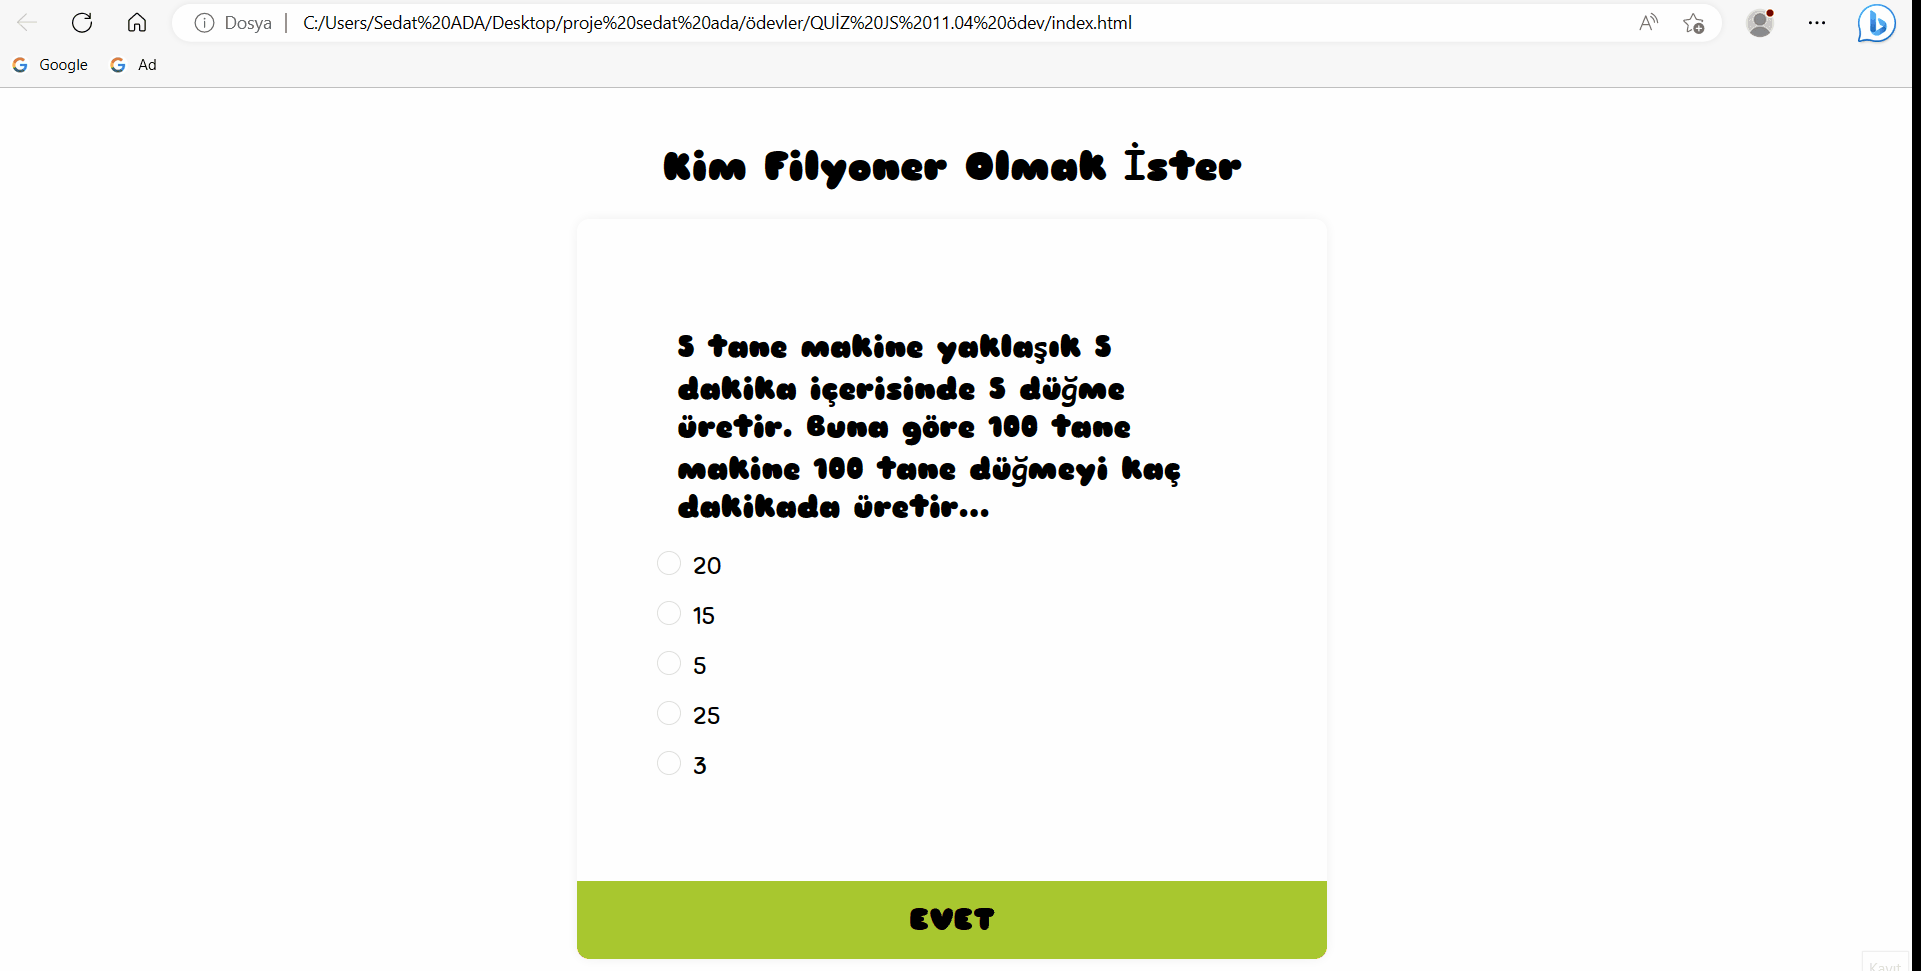 Dosya C:/Users/Sedat%20ADA/Desktop/proje%20sedat%20ada/ödevler/QUİZ%20JS%2011.04%20ödev/index.html
Google Ad
Kim Filyoner Olmak İster
5 tane makine yaklaşık 5
dakika içerisinde 5 düğme
üretir. Buna göre 100 tane
makine 100 tane düğmeyi kaç
dakikada üretir...
20
15
5
25
3
EVET
Kayıt